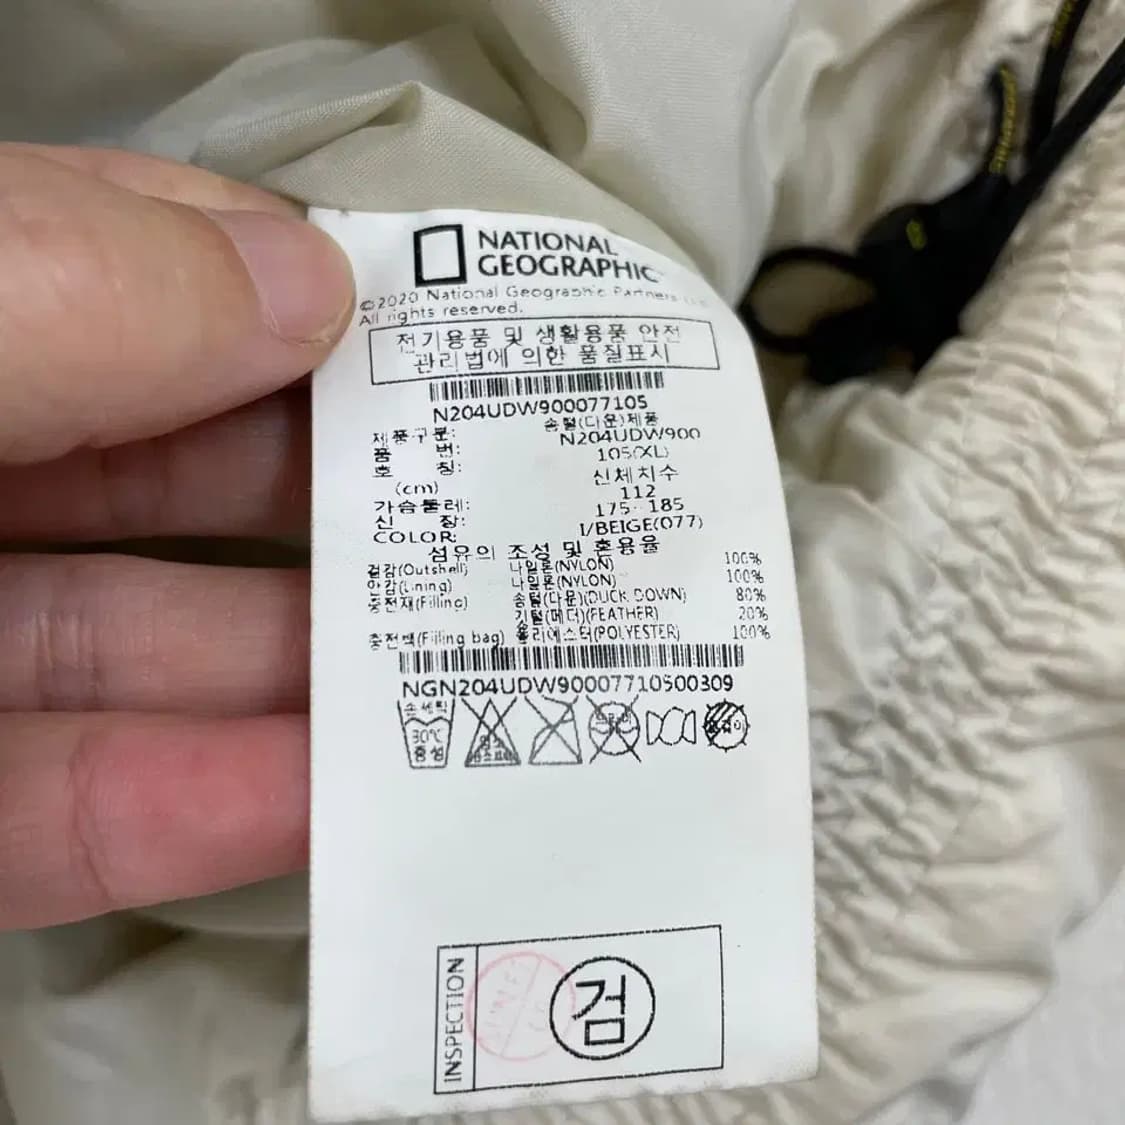 NATIONAL
GEOGRAPHIC
©2020 National Geographic Partners
All rights reserved.
전기용품 및 생활용품 안전
관리법에 의한 품질표시
N204UDW900077105
제품구분: 솜털(다운)제품
품 번: N204UDW900
호 칭: 105(XL)
(cm) 신체치수
가슴둘레: 112
신 장: 175-185
COLOR: I/BEIGE(077)
섬유의 조성 및 혼용율
겉감(Outshell) 나일론(NYLON) 100%
안감(Lining) 나일론(NYLON) 100%
충전재(Filling) 솜털(다운)(DUCK DOWN) 80%
깃털(페더)(FEATHER) 20%
충전백(Filling bag) 폴리에스터(POLYESTER) 100%
NGN204UDW90007710500309
손세탁
30℃
중성
드라이
INSPECTION
검